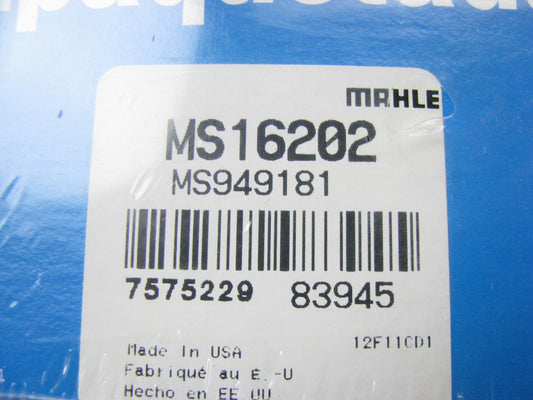 MAHLE
MS16202
MS949181
7575229 83945
12F11CD1
Made In USA
Fabriqué au É.-U
Hecho en EE UU